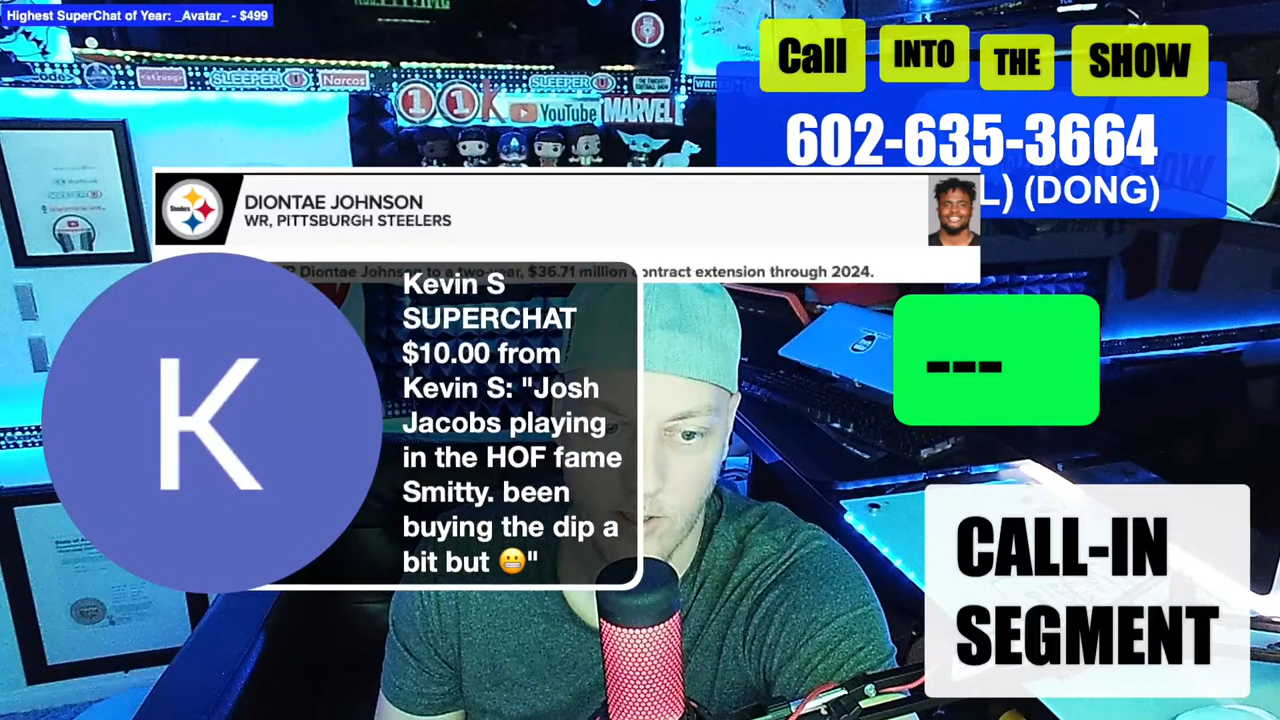 Highest SuperChat of Year: _Avatar_ - $499
Call INTO THE SHOW
602-635-3664
L) (DONG)
<strong>
SLEEPER U
Narcos
SLEEPER U
11k YouTube MARVEL
Steelers
DIONTAE JOHNSON
WR, PITTSBURGH STEELERS
Diontae Johnson to a two-year, $36.71 million contract extension through 2024.
K
Kevin S
SUPERCHAT
$10.00 from
Kevin S: "Josh
Jacobs playing
in the HOF fame
Smitty. been
buying the dip a
bit but 😬"
---
CALL-IN
SEGMENT